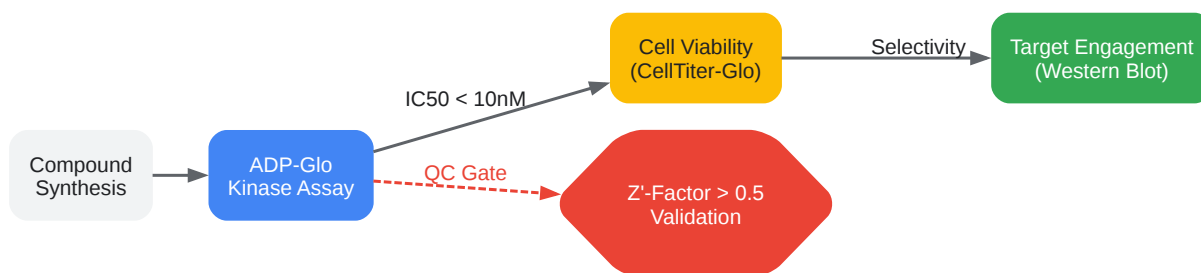 Compound
Synthesis
ADP-Glo
Kinase Assay
IC50 < 10nM
QC Gate
Cell Viability
(CellTiter-Glo)
Z'-Factor > 0.5
Validation
Selectivity
Target Engagement
(Western Blot)